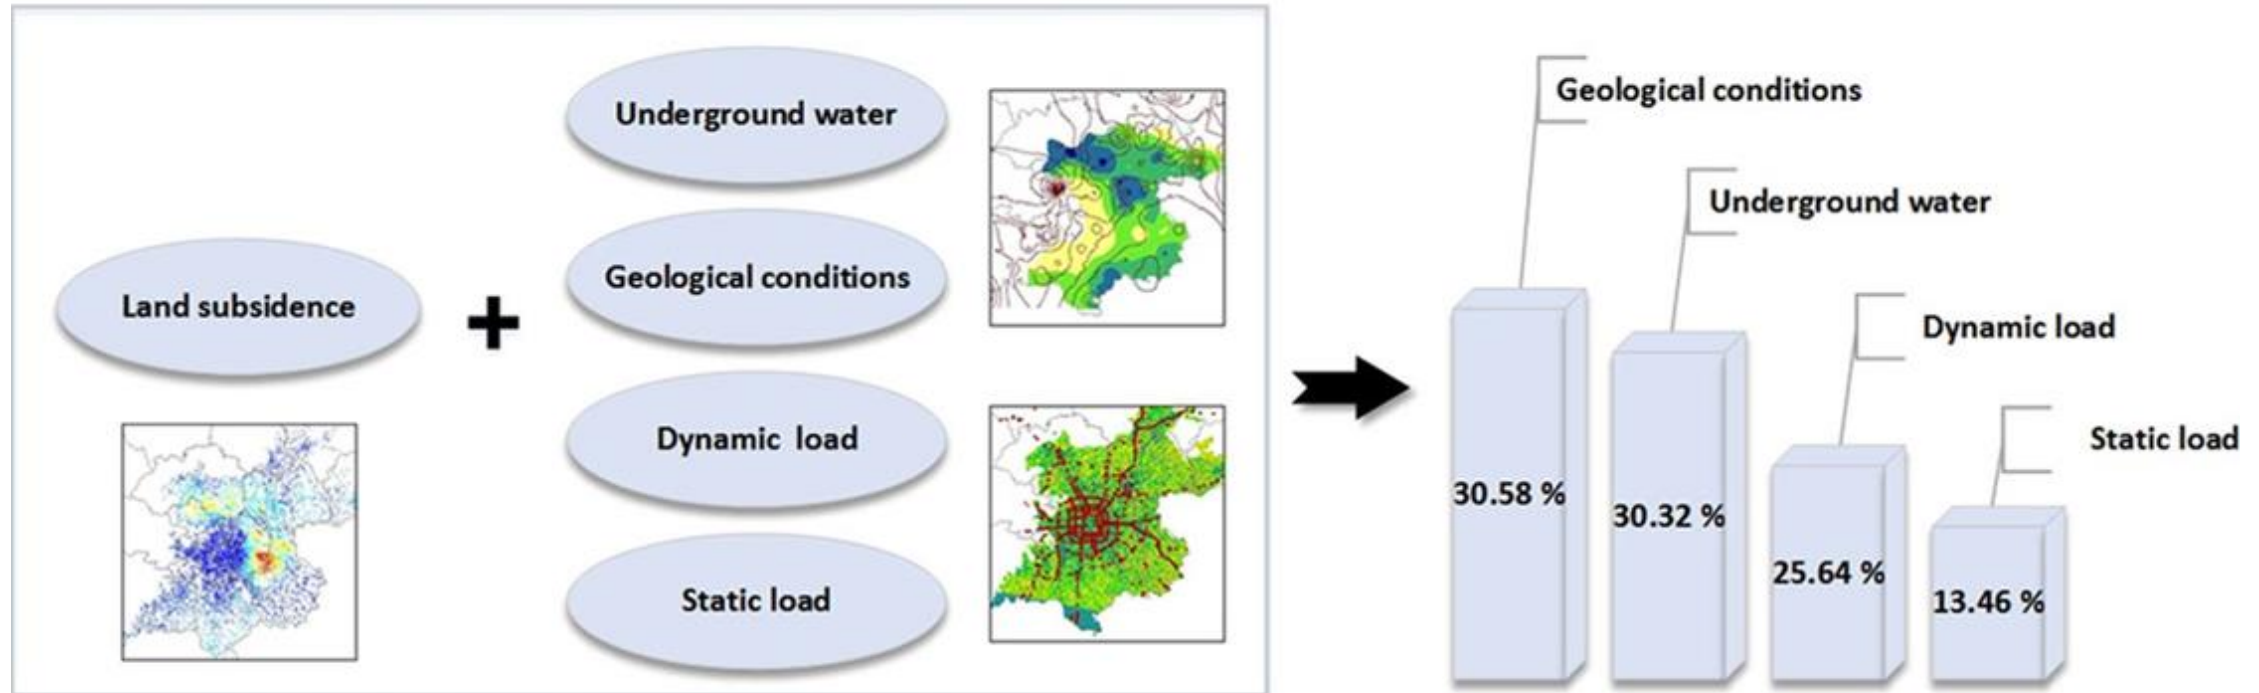 Underground water
Geological conditions
Land subsidence
Dynamic load
Static load
Geological conditions
Underground water
Dynamic load
Static load
30.58 %
30.32 %
25.64 %
13.46 %